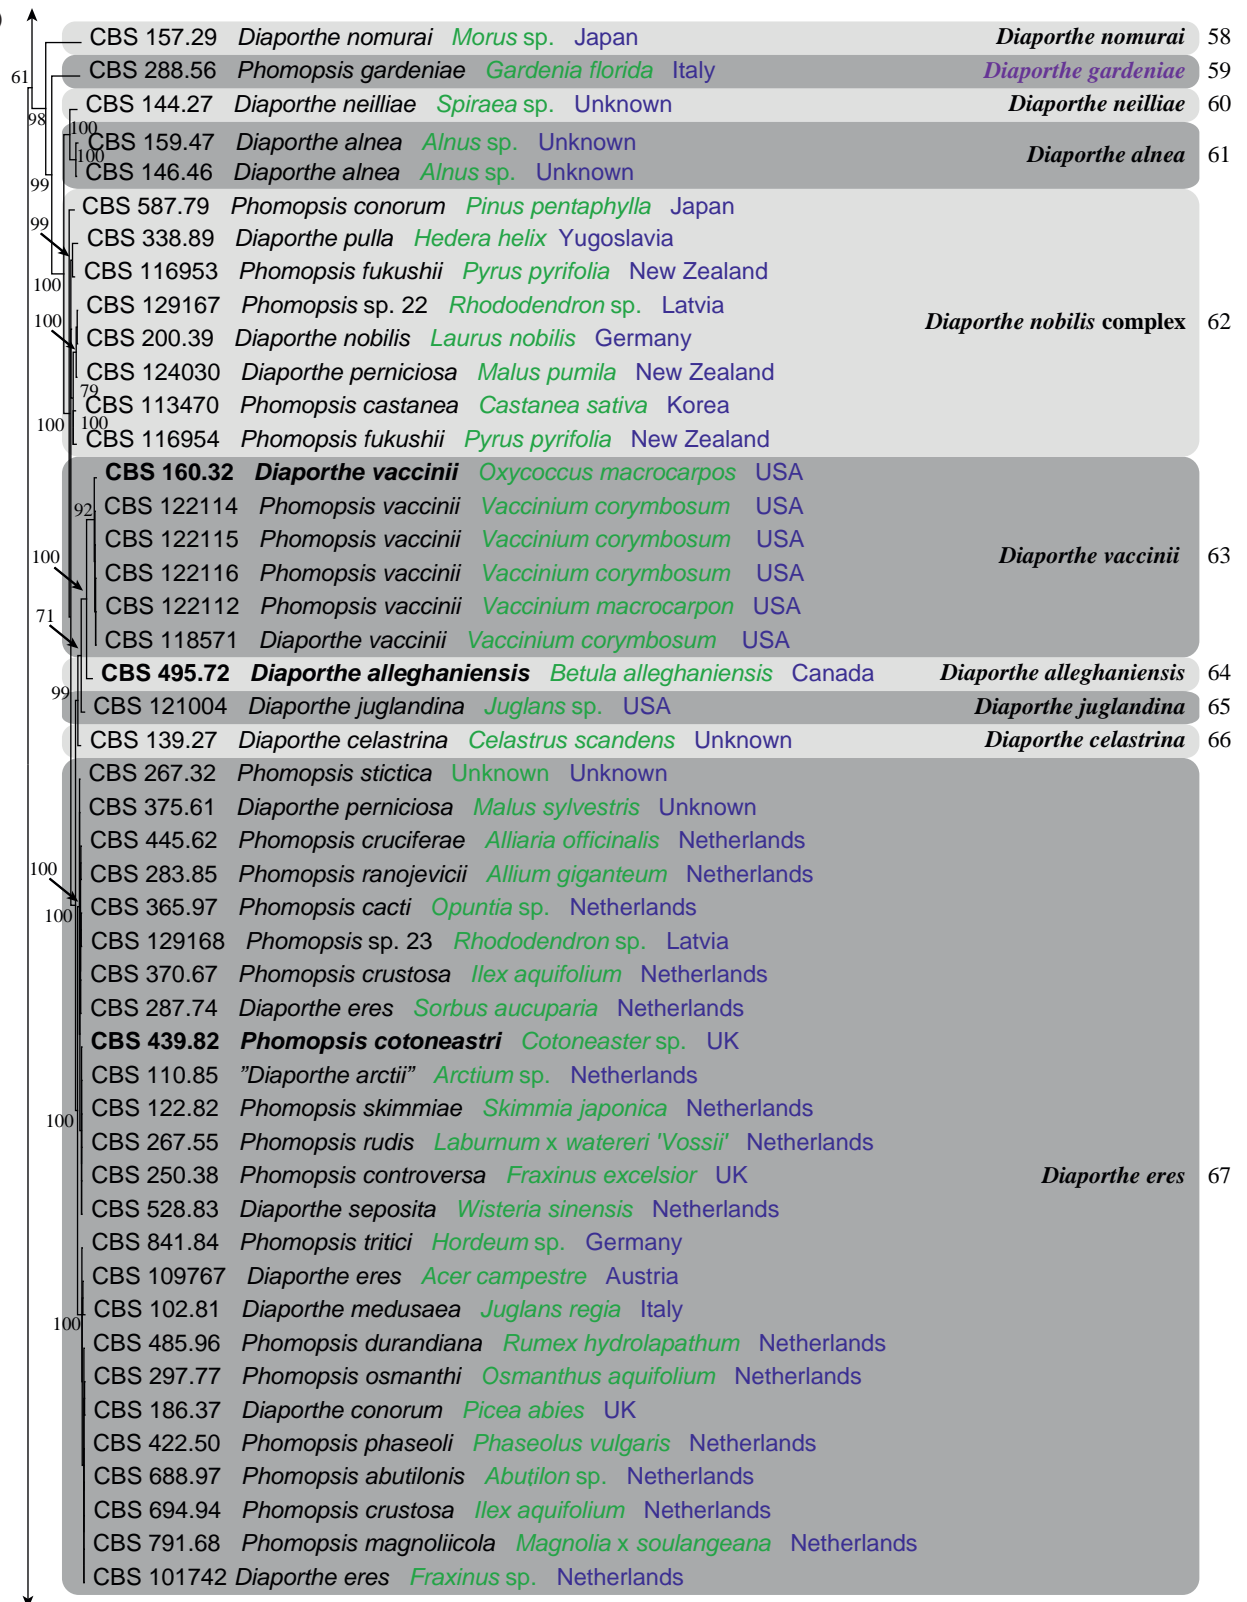 )
CBS 157.29 Diaporthe nomurai Morus sp. Japan Diaporthe nomurai 58
61
CBS 288.56 Phomopsis gardeniae Gardenia florida Italy Diaporthe gardeniae 59
CBS 144.27 Diaporthe neilliae Spiraea sp. Unknown Diaporthe neilliae 60
98
100
CBS 159.47 Diaporthe alnea Alnus sp. Unknown
Diaporthe alnea 61
100
CBS 146.46 Diaporthe alnea Alnus sp. Unknown
99
CBS 587.79 Phomopsis conorum Pinus pentaphylla Japan
99
CBS 338.89 Diaporthe pulla Hedera helix Yugoslavia
CBS 116953 Phomopsis fukushii Pyrus pyrifolia New Zealand
100
CBS 129167 Phomopsis sp. 22 Rhododendron sp. Latvia
100
Diaporthe nobilis complex 62
CBS 200.39 Diaporthe nobilis Laurus nobilis Germany
CBS 124030 Diaporthe perniciosa Malus pumila New Zealand
79
CBS 113470 Phomopsis castanea Castanea sativa Korea
100 100
CBS 116954 Phomopsis fukushii Pyrus pyrifolia New Zealand
CBS 160.32 Diaporthe vaccinii Oxycoccus macrocarpos USA
CBS 122114 Phomopsis vaccinii Vaccinium corymbosum USA
92
CBS 122115 Phomopsis vaccinii Vaccinium corymbosum USA
100
Diaporthe vaccinii 63
CBS 122116 Phomopsis vaccinii Vaccinium corymbosum USA
CBS 122112 Phomopsis vaccinii Vaccinium macrocarpon USA
71
CBS 118571 Diaporthe vaccinii Vaccinium corymbosum USA
CBS 495.72 Diaporthe alleghaniensis Betula alleghaniensis Canada Diaporthe alleghaniensis 64
99
CBS 121004 Diaporthe juglandina Juglans sp. USA Diaporthe juglandina 65
CBS 139.27 Diaporthe celastrina Celastrus scandens Unknown Diaporthe celastrina 66
CBS 267.32 Phomopsis stictica Unknown Unknown
CBS 375.61 Diaporthe perniciosa Malus sylvestris Unknown
CBS 445.62 Phomopsis cruciferae Alliaria officinalis Netherlands
100
CBS 283.85 Phomopsis ranojevicii Allium giganteum Netherlands
CBS 365.97 Phomopsis cacti Opuntia sp. Netherlands
100
CBS 129168 Phomopsis sp. 23 Rhododendron sp. Latvia
CBS 370.67 Phomopsis crustosa Ilex aquifolium Netherlands
CBS 287.74 Diaporthe eres Sorbus aucuparia Netherlands
CBS 439.82 Phomopsis cotoneastri Cotoneaster sp. UK
CBS 110.85 ”Diaporthe arctii” Arctium sp. Netherlands
CBS 122.82 Phomopsis skimmiae Skimmia japonica Netherlands
100
CBS 267.55 Phomopsis rudis Laburnum x watereri 'Vossii' Netherlands
CBS 250.38 Phomopsis controversa Fraxinus excelsior UK Diaporthe eres 67
CBS 528.83 Diaporthe seposita Wisteria sinensis Netherlands
CBS 841.84 Phomopsis tritici Hordeum sp. Germany
CBS 109767 Diaporthe eres Acer campestre Austria
CBS 102.81 Diaporthe medusaea Juglans regia Italy
100
CBS 485.96 Phomopsis durandiana Rumex hydrolapathum Netherlands
CBS 297.77 Phomopsis osmanthi Osmanthus aquifolium Netherlands
CBS 186.37 Diaporthe conorum Picea abies UK
CBS 422.50 Phomopsis phaseoli Phaseolus vulgaris Netherlands
CBS 688.97 Phomopsis abutilonis Abutilon sp. Netherlands
CBS 694.94 Phomopsis crustosa Ilex aquifolium Netherlands
CBS 791.68 Phomopsis magnoliicola Magnolia x soulangeana Netherlands
CBS 101742 Diaporthe eres Fraxinus sp. Netherlands